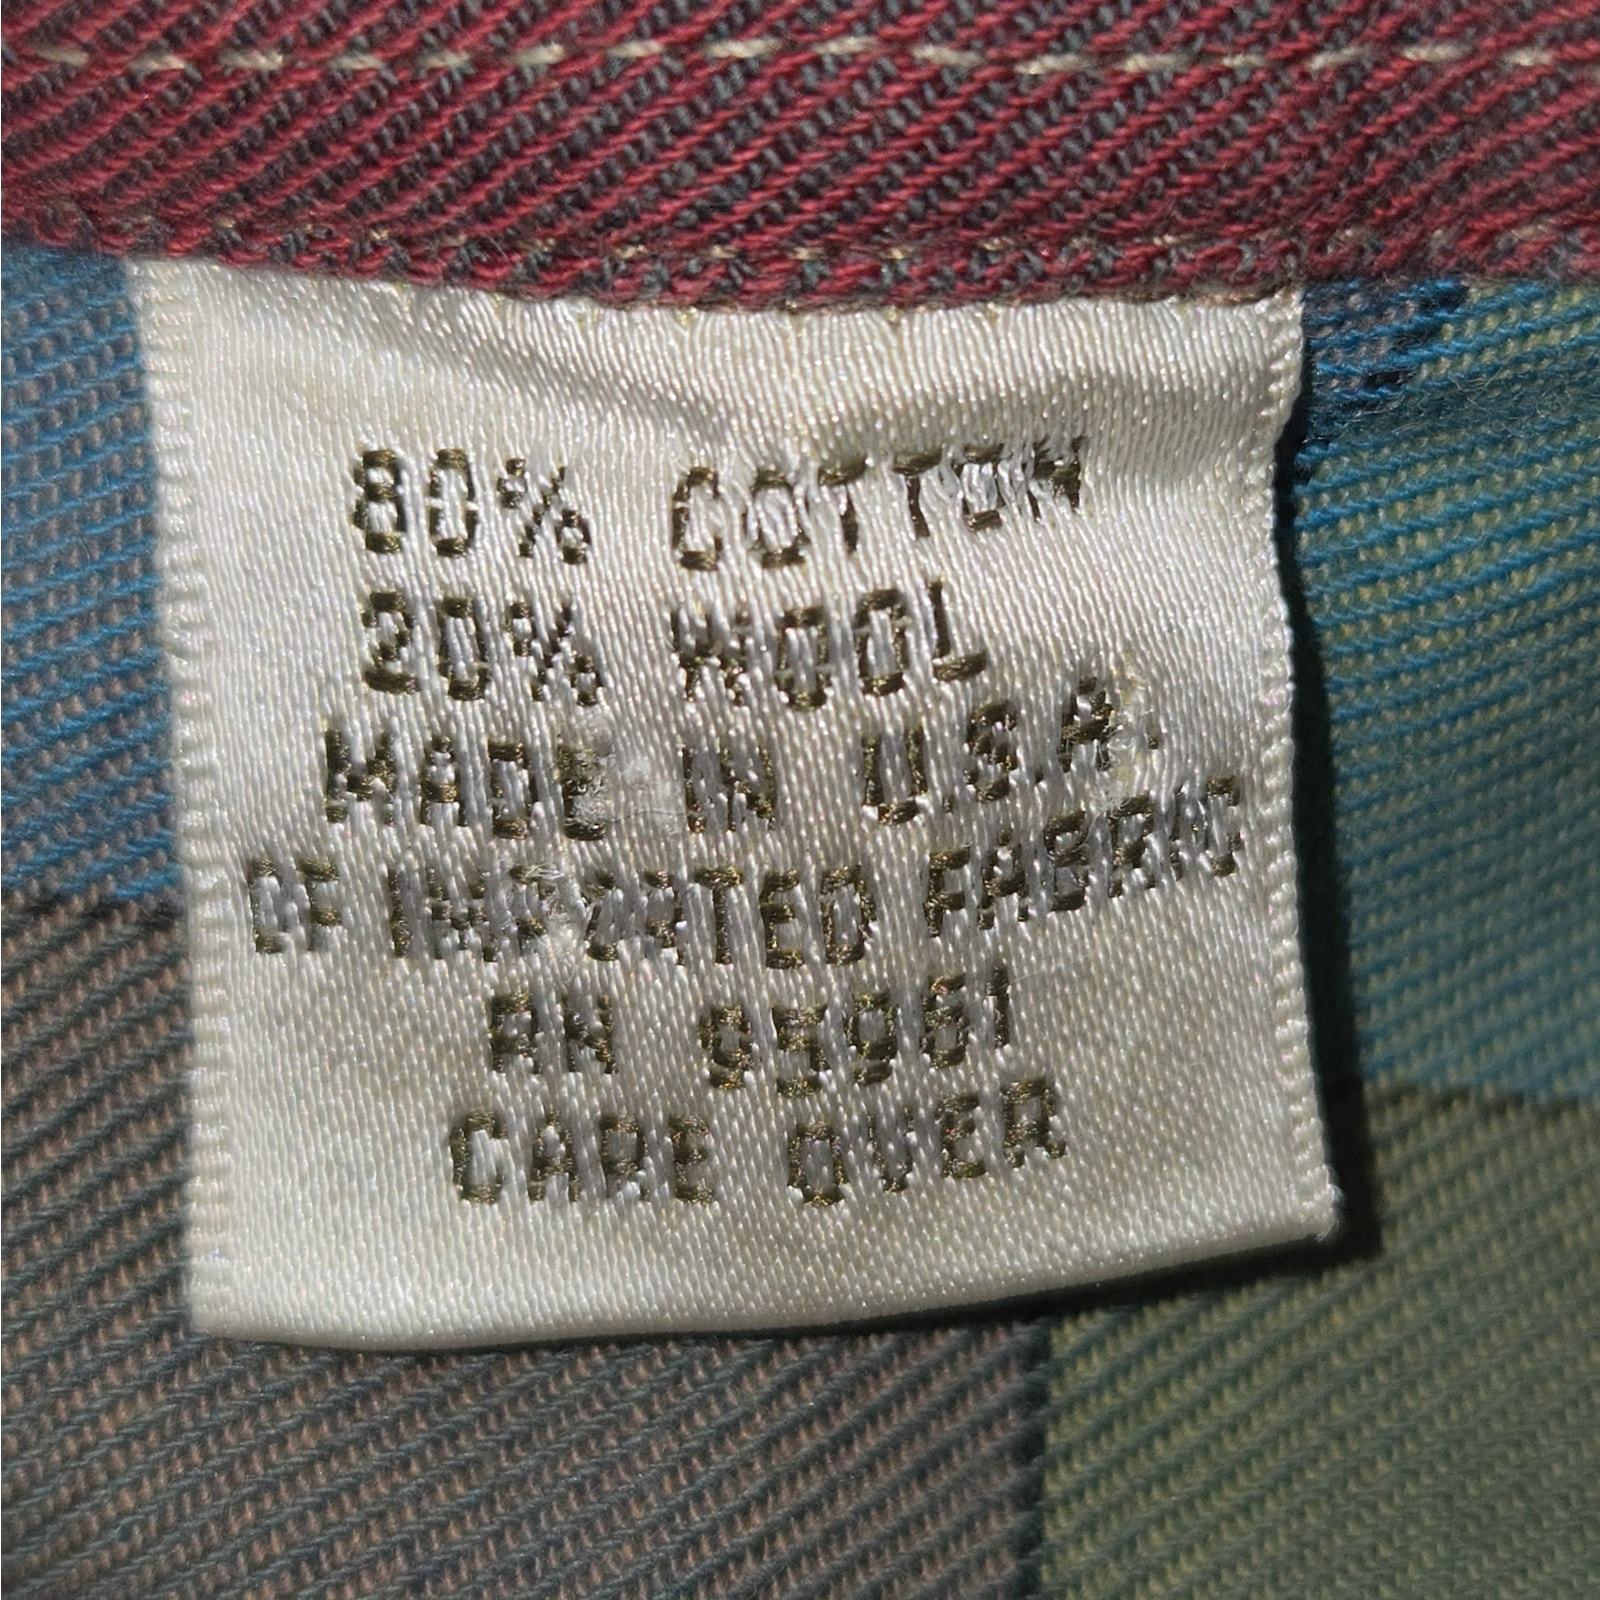 80% COTTON
20% WOOL
MADE IN U.S.A.
OF IMPORTED FABRIC
RN 95961
CARE OVER